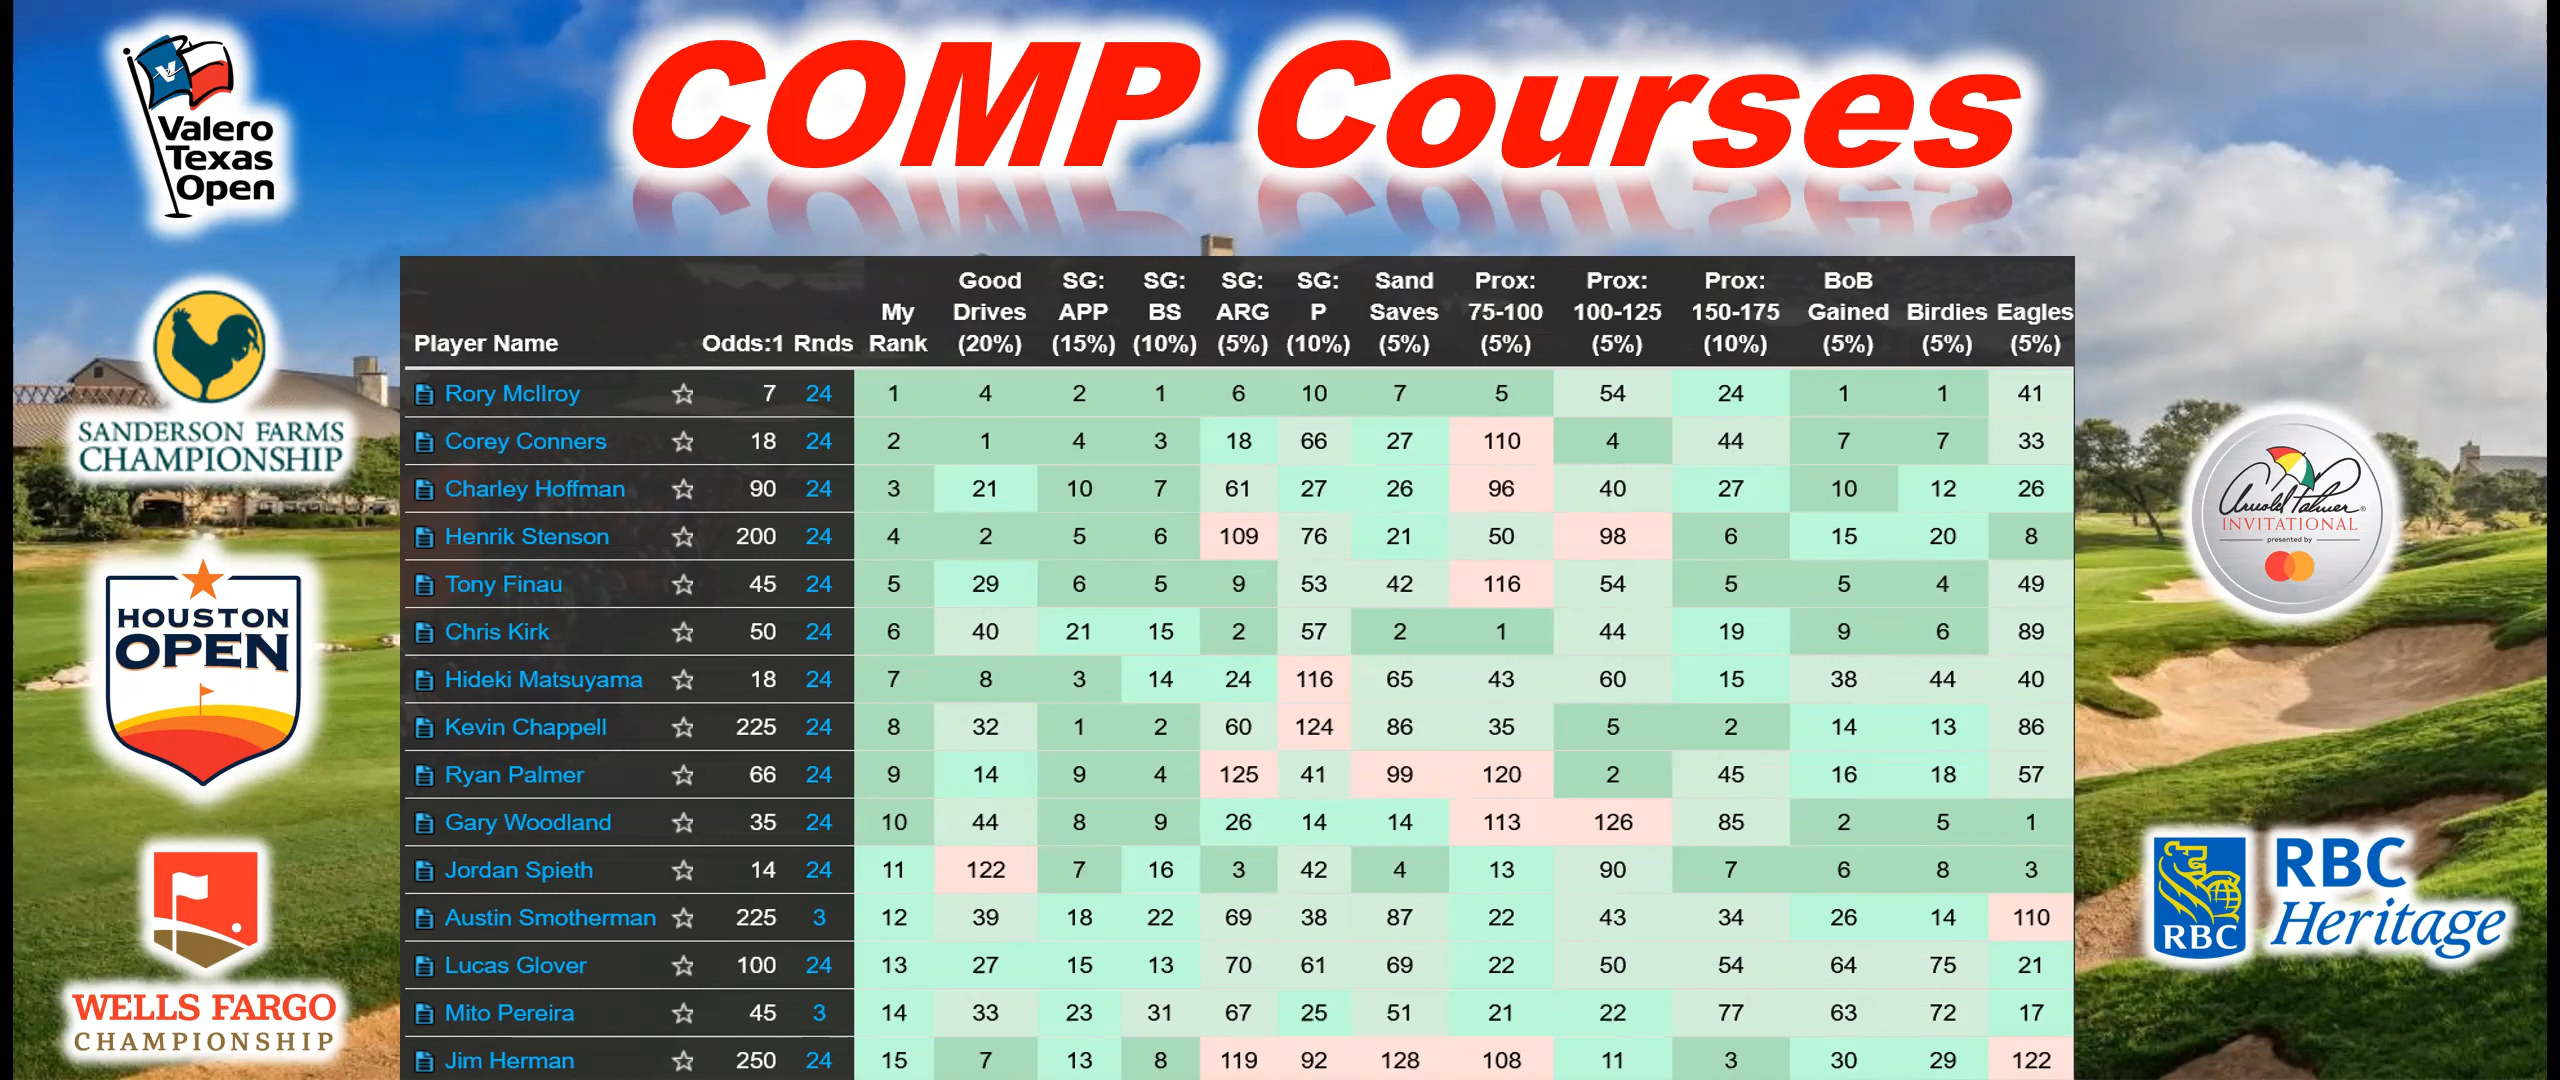 COMP Courses
Valero
Texas
Open
SANDERSON FARMS
CHAMPIONSHIP
HOUSTON
OPEN
WELLS FARGO
CHAMPIONSHIP
Player Name Odds:1 Rnds My Rank Good Drives (20%) SG: APP (15%) SG: BS (10%) SG: ARG (5%) SG: P (10%) Sand Saves (5%) Prox: 75-100 (5%) Prox: 100-125 (5%) Prox: 150-175 (10%) BoB Gained (5%) Birdies (5%) Eagles (5%)
Rory McIlroy 7 24 1 4 2 1 6 10 7 5 54 24 1 1 41
Corey Conners 18 24 2 1 4 3 18 66 27 110 4 44 7 7 33
Charley Hoffman 90 24 3 21 10 7 61 27 26 96 40 27 10 12 26
Henrik Stenson 200 24 4 2 5 6 109 76 21 50 98 6 15 20 8
Tony Finau 45 24 5 29 6 5 9 53 42 116 54 5 5 4 49
Chris Kirk 50 24 6 40 21 15 2 57 2 1 44 19 9 6 89
Hideki Matsuyama 18 24 7 8 3 14 24 116 65 43 60 15 38 44 40
Kevin Chappell 225 24 8 32 1 2 60 124 86 35 5 2 14 13 86
Ryan Palmer 66 24 9 14 9 4 125 41 99 120 2 45 16 18 57
Gary Woodland 35 24 10 44 8 9 26 14 14 113 126 85 2 5 1
Jordan Spieth 14 24 11 122 7 16 3 42 4 13 90 7 6 8 3
Austin Smotherman 225 3 12 39 18 22 69 38 87 22 43 34 26 14 110
Lucas Glover 100 24 13 27 15 13 70 61 69 22 50 54 64 75 21
Mito Pereira 45 3 14 33 23 31 67 25 51 21 22 77 63 72 17
Jim Herman 250 24 15 7 13 8 119 92 128 108 11 3 30 29 122
Arnold Palmer
INVITATIONAL
presented by
RBC
RBC
Heritage